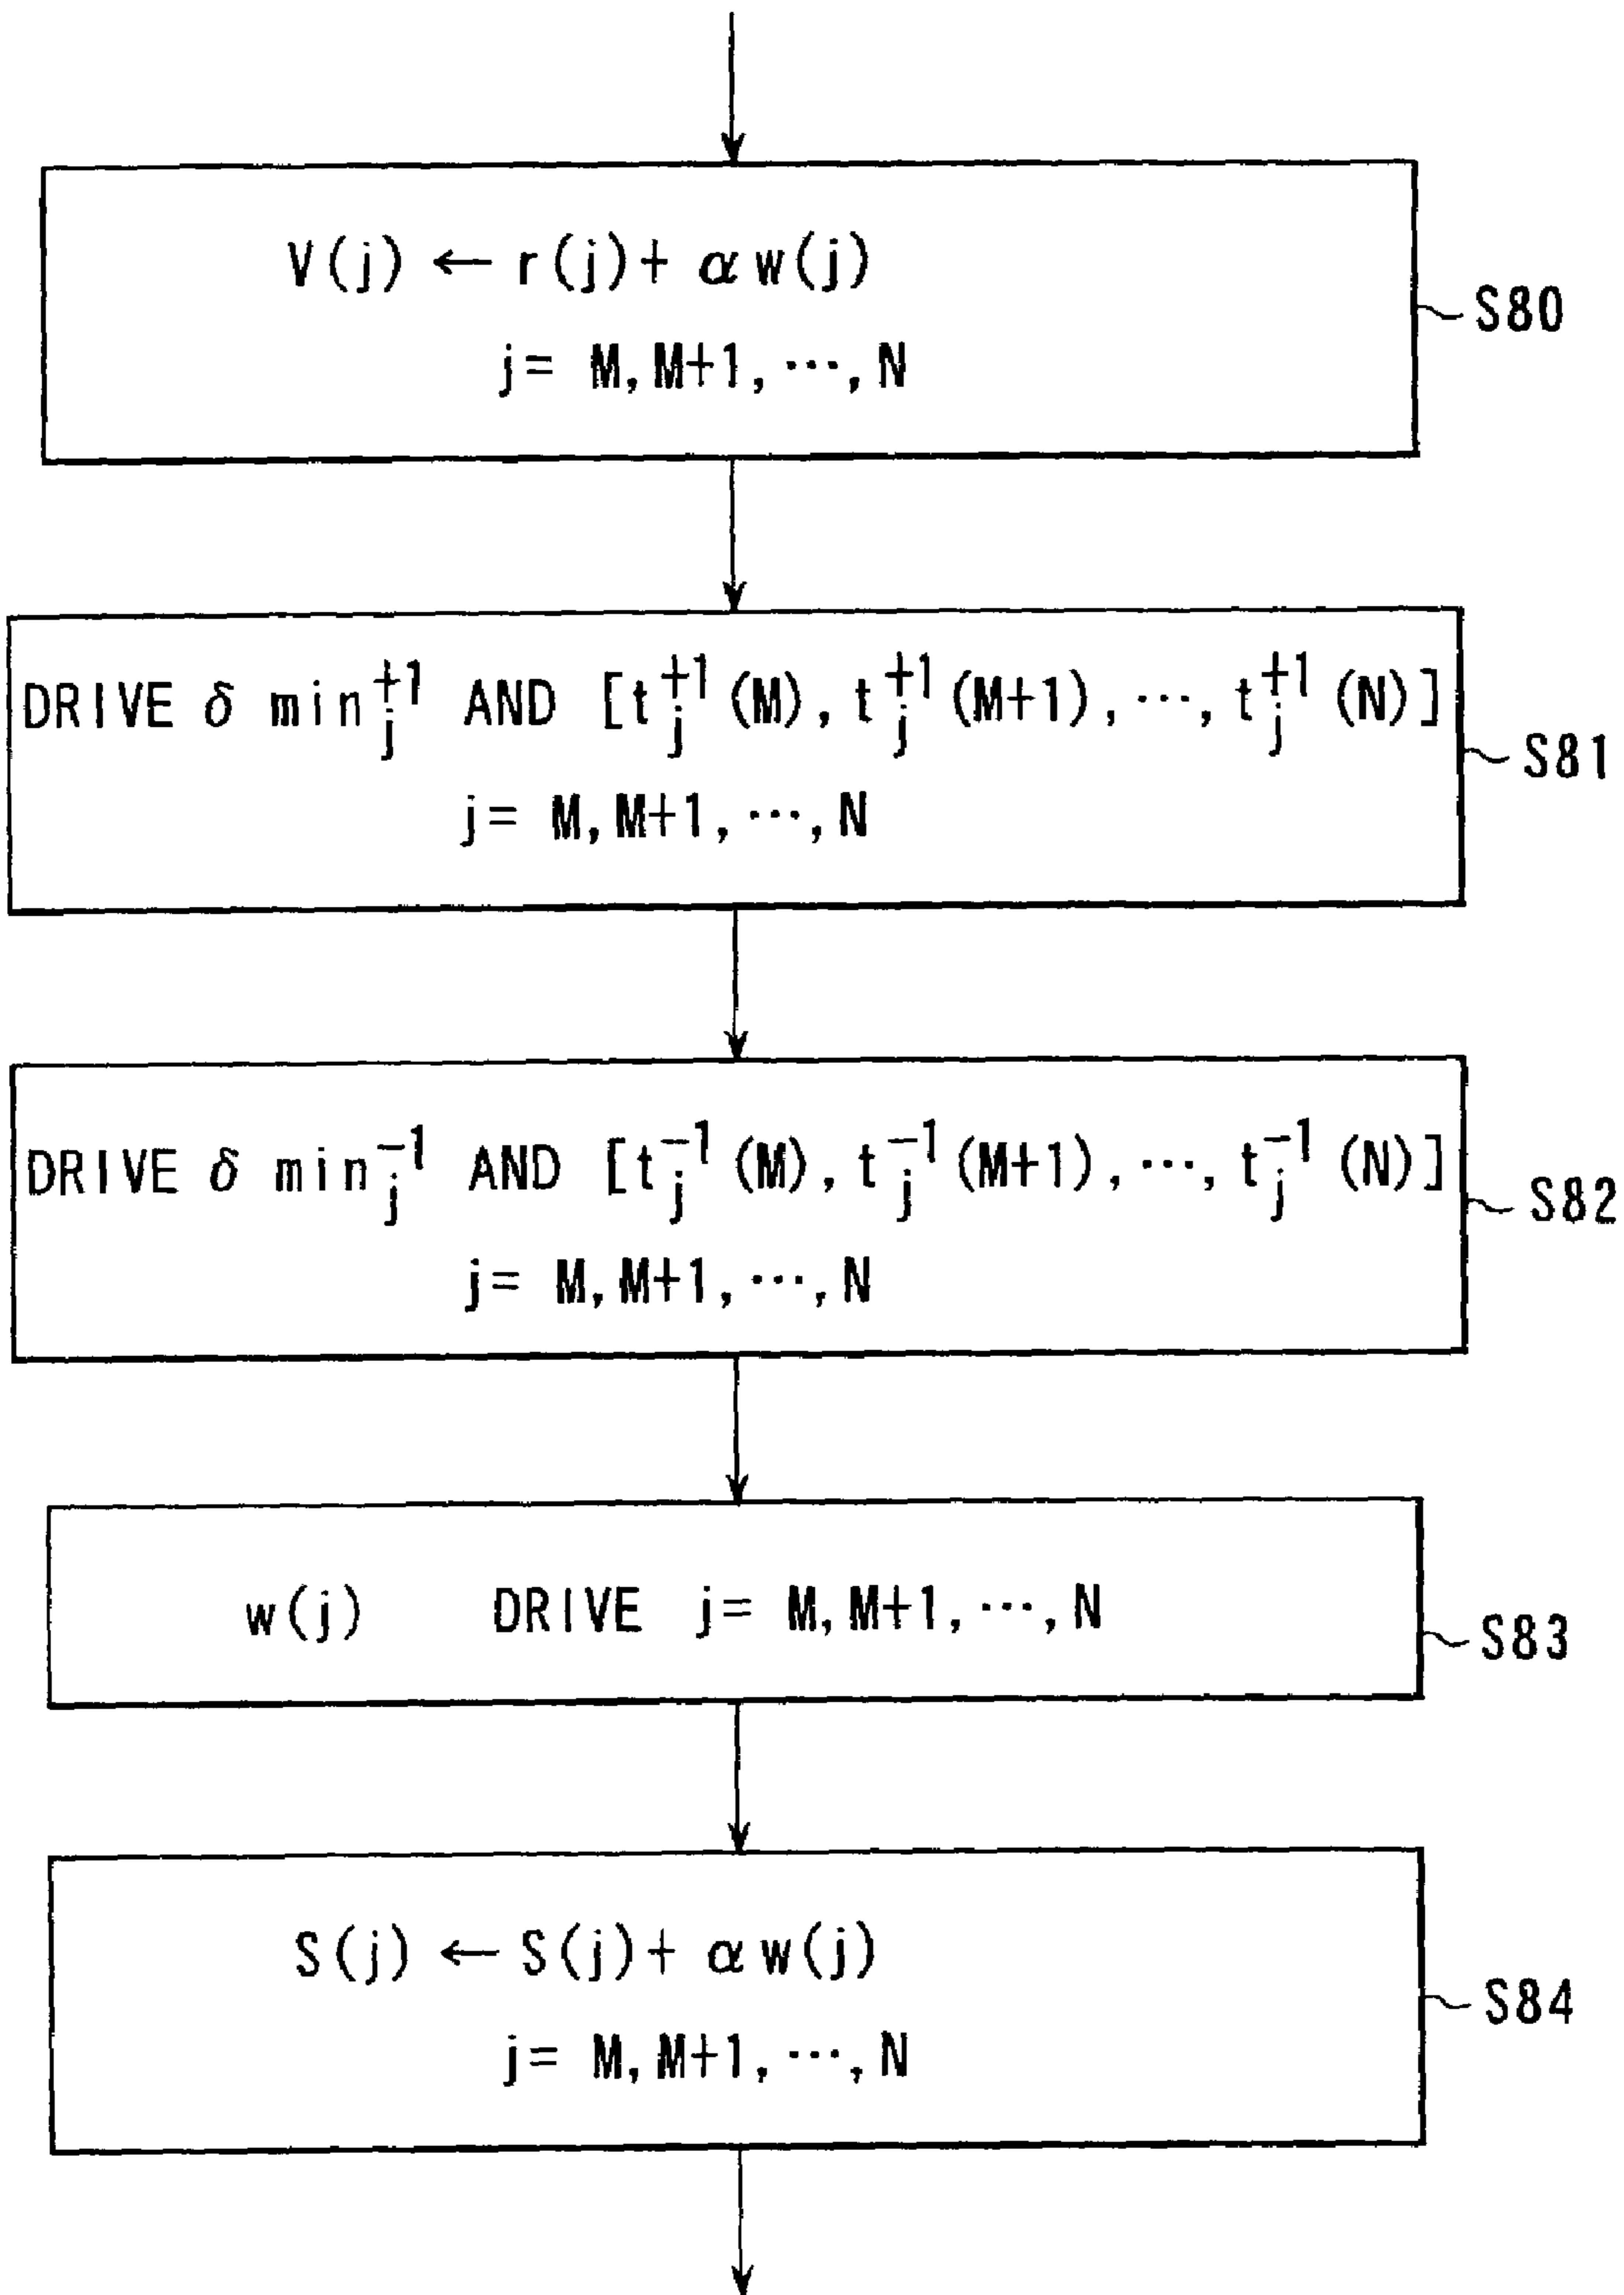 V(j) ← r(j)+ αw(j)
j= M,M+1,···,N
S80
DRIVE δ min_j^{+1} AND [t_j^{+1}(M), t_j^{+1}(M+1),···, t_j^{+1}(N)]
j= M,M+1,···,N
S81
DRIVE δ min_j^{-1} AND [t_j^{-1}(M), t_j^{-1}(M+1),···, t_j^{-1}(N)]
j= M,M+1,···,N
S82
w(j) DRIVE j= M,M+1,···,N
S83
S(j) ← S(j)+ αw(j)
j= M,M+1,···,N
S84